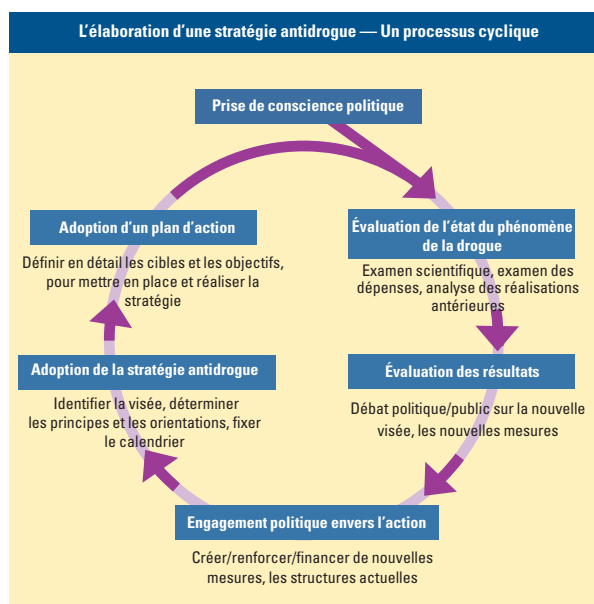 L'élaboration d'une stratégie antidrogue — Un processus cyclique
Prise de conscience politique
Évaluation de l'état du phénomène
de la drogue
Examen scientifique, examen des
dépenses, analyse des réalisations
antérieures
Évaluation des résultats
Débat politique/public sur la nouvelle
visée, les nouvelles mesures
Engagement politique envers l'action
Créer/renforcer/financer de nouvelles
mesures, les structures actuelles
Adoption de la stratégie antidrogue
Identifier la visée, déterminer
les principes et les orientations, fixer
le calendrier
Adoption d'un plan d'action
Définir en détail les cibles et les objectifs,
pour mettre en place et réaliser la
stratégie